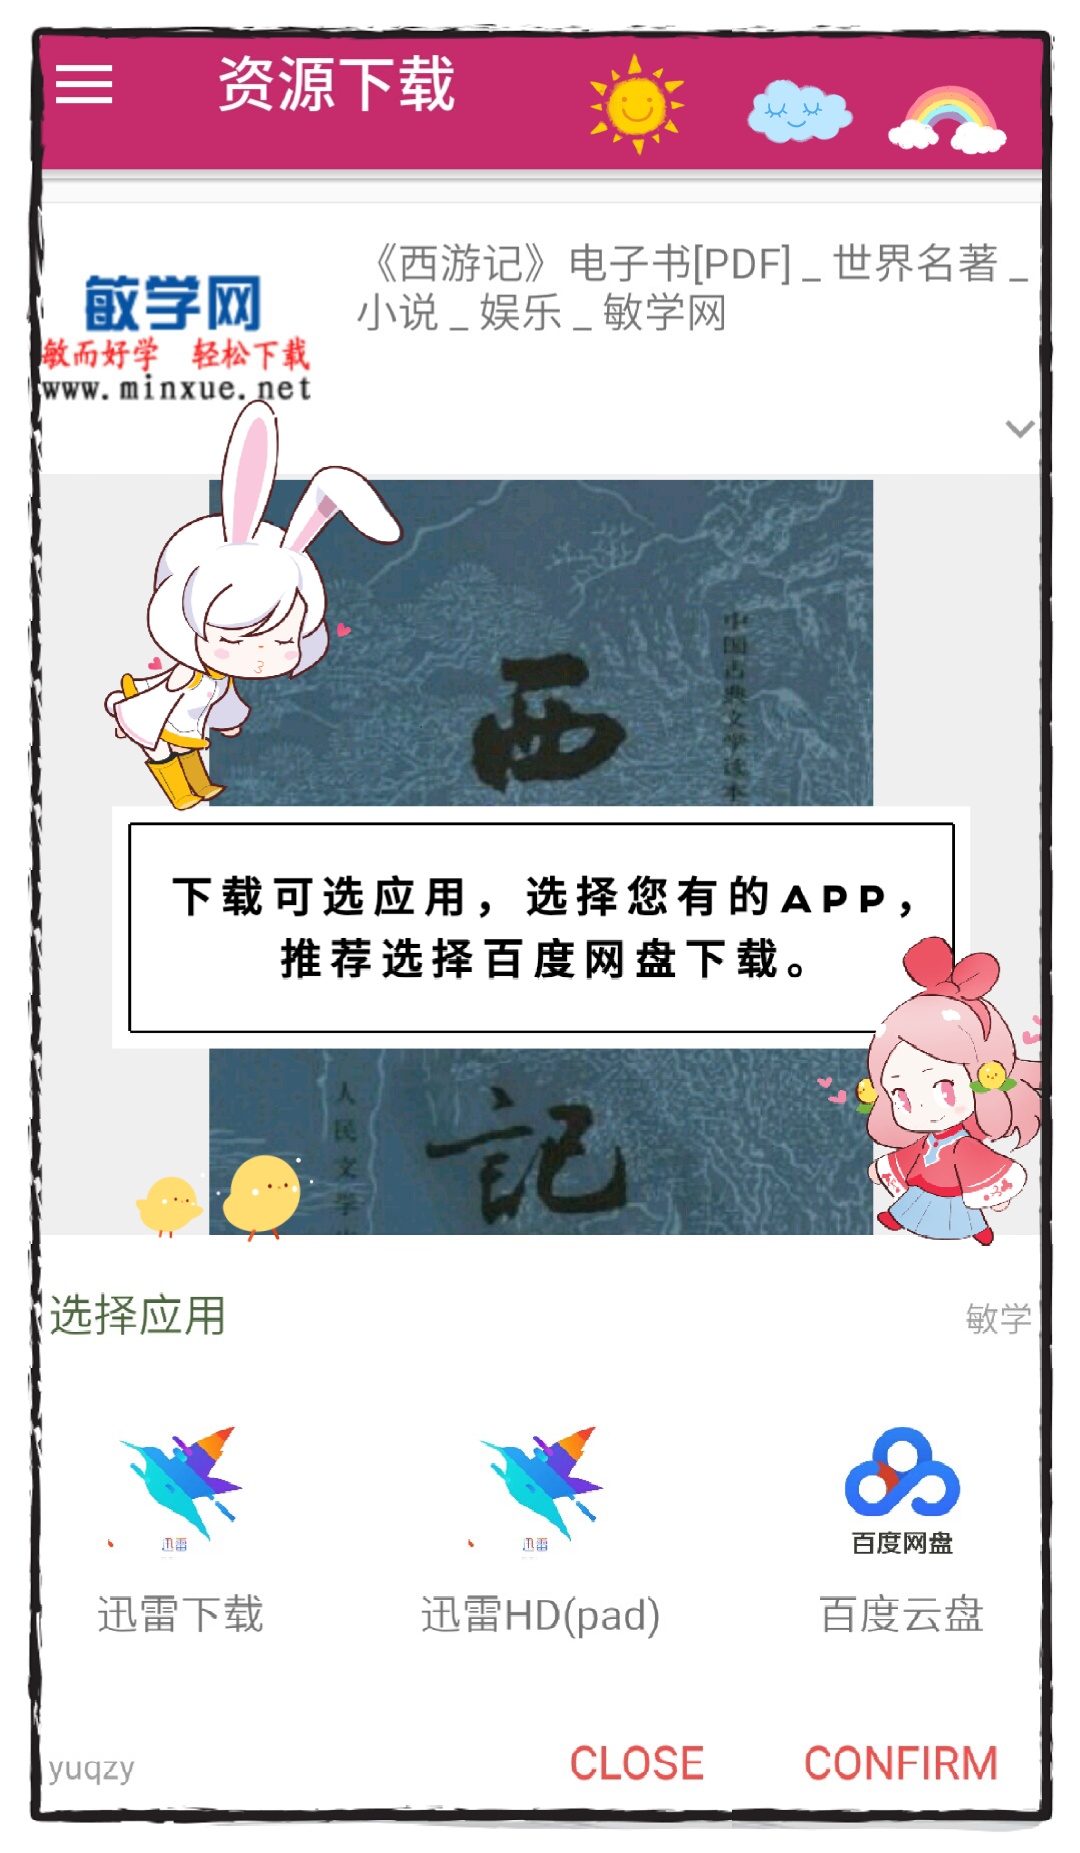 资源下载
《西游记》电子书[PDF] _ 世界名著 _
小说 _ 娱乐 _ 敏学网
敏学网
敏而好学 轻松下载
www.minxue.net
西
中国古典文学读本
下载可选应用，选择您有的APP，
推荐选择百度网盘下载。
记
人民文学
选择应用
敏学
迅雷
迅雷
百度网盘
迅雷下载
迅雷HD(pad)
百度云盘
yuqzy
CLOSE
CONFIRM